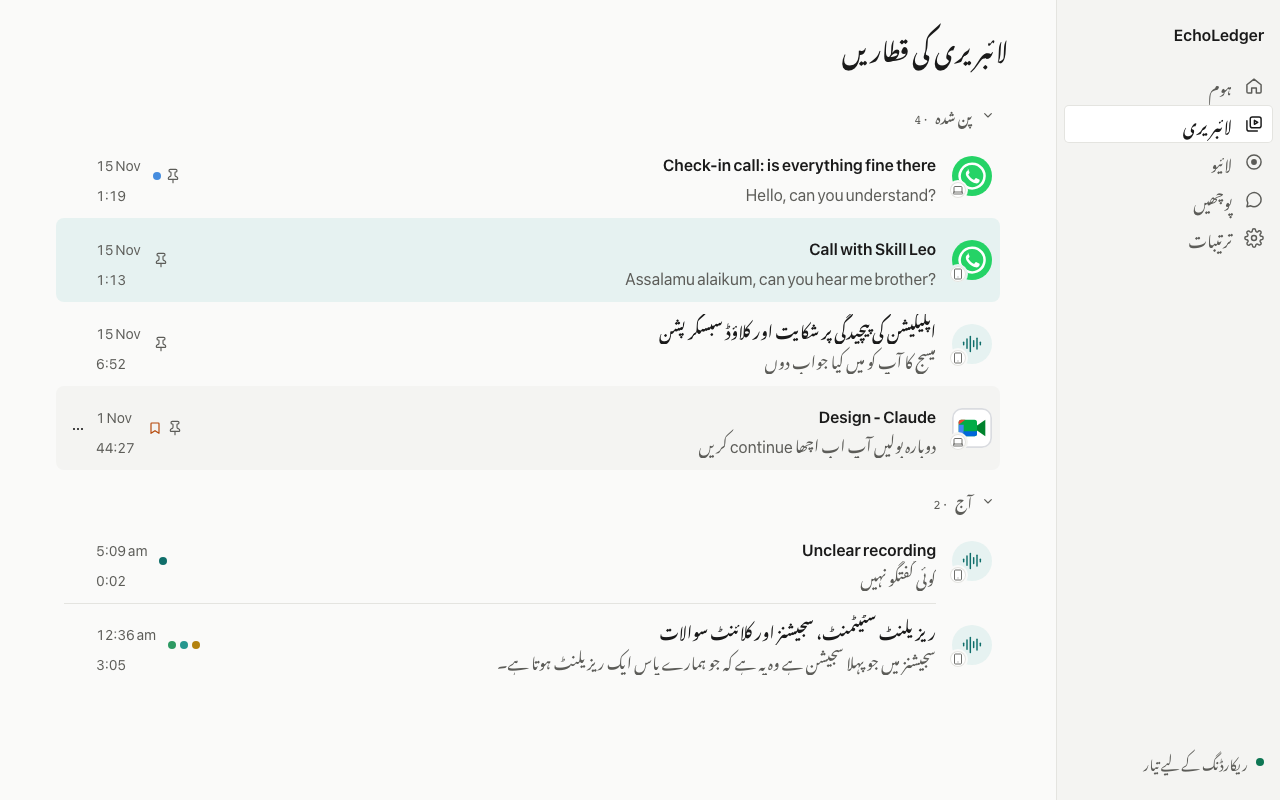 EchoLedger
ہوم
لائبریری
لائیو
پوچھیں
ترتیبات
ریکارڈنگ کے لیے تیار
لائبریری کی قطاریں
پن شدہ · 4
Check-in call: is everything fine there
15 Nov
Hello, can you understand?
1:19
Call with Skill Leo
15 Nov
Assalamu alaikum, can you hear me brother?
1:13
اپلیکیشن کی پیچیدگی پر شکایت اور کلاؤڈ سبسکرپشن
15 Nov
میسج کا آپ کو میں کیا جواب دوں
6:52
Design - Claude
1 Nov
دوبارہ بولیں آپ اب اچھا continue کریں
44:27
آج · 2
Unclear recording
5:09 am
کوئی گفتگو نہیں
0:02
ریزیلنٹ سٹیٹمنٹ، سجیشنز اور کلائنٹ سوالات
12:36 am
سجیشنز میں جو پہلا سجیشن ہے وہ یہ ہے کہ جو ہمارے پاس ایک ریزیلنٹ ہوتا ہے۔
3:05